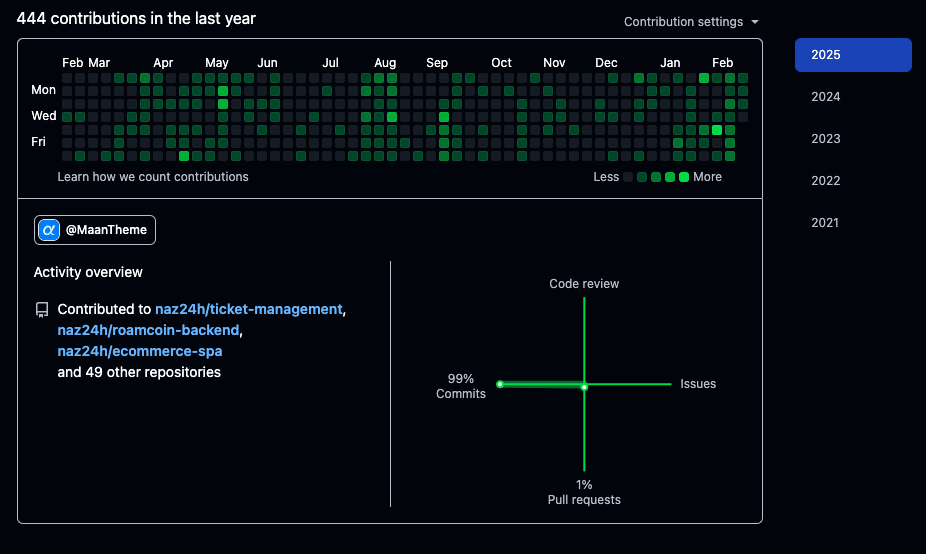 444 contributions in the last year
Contribution settings
2025
2024
2023
2022
2021
Feb Mar Apr May Jun Jul Aug Sep Oct Nov Dec Jan Feb
Mon
Wed
Fri
Learn how we count contributions
Less More
@MaanTheme
Activity overview
Contributed to naz24h/ticket-management,
naz24h/roamcoin-backend,
naz24h/ecommerce-spa
and 49 other repositories
Code review
99%
Commits
Issues
1%
Pull requests